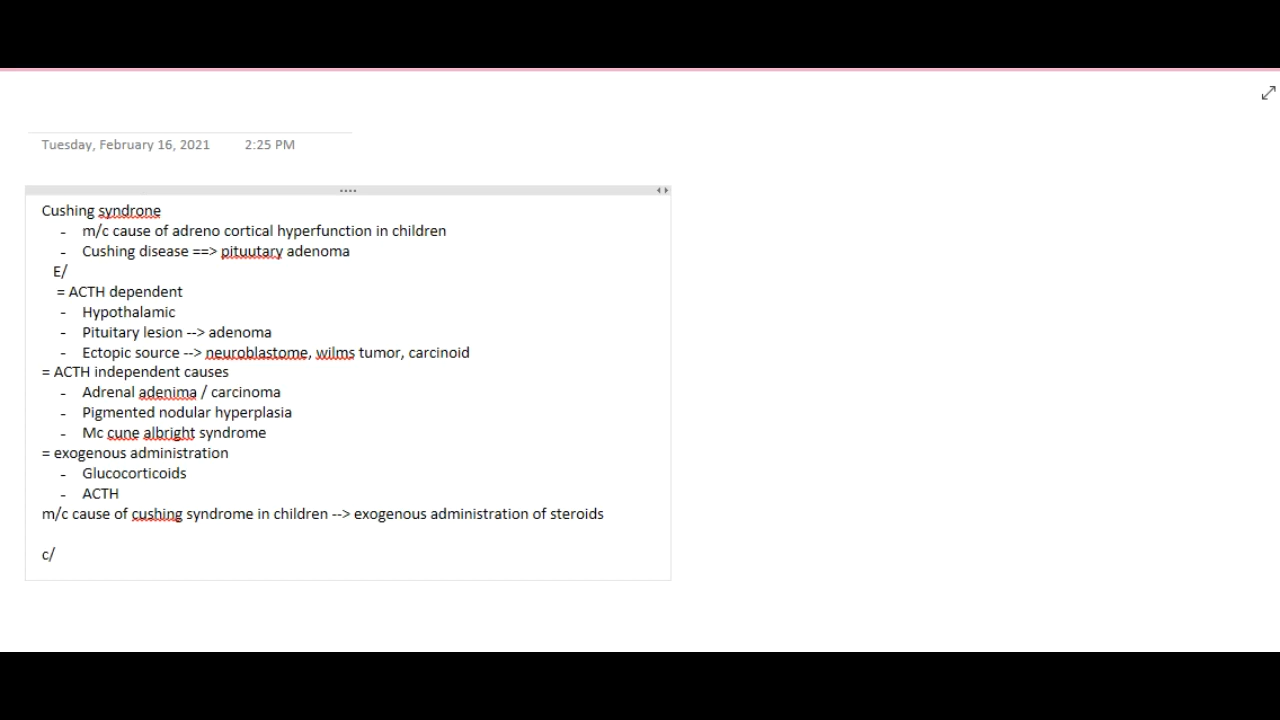 Tuesday, February 16, 2021 2:25 PM
Cushing syndrone
- m/c cause of adreno cortical hyperfunction in children
- Cushing disease ==> pituutary adenoma
E/
= ACTH dependent
- Hypothalamic
- Pituitary lesion --> adenoma
- Ectopic source --> neuroblastome, wilms tumor, carcinoid
= ACTH independent causes
- Adrenal adenima / carcinoma
- Pigmented nodular hyperplasia
- Mc cune albright syndrome
= exogenous administration
- Glucocorticoids
- ACTH
m/c cause of cushing syndrome in children --> exogenous administration of steroids
c/